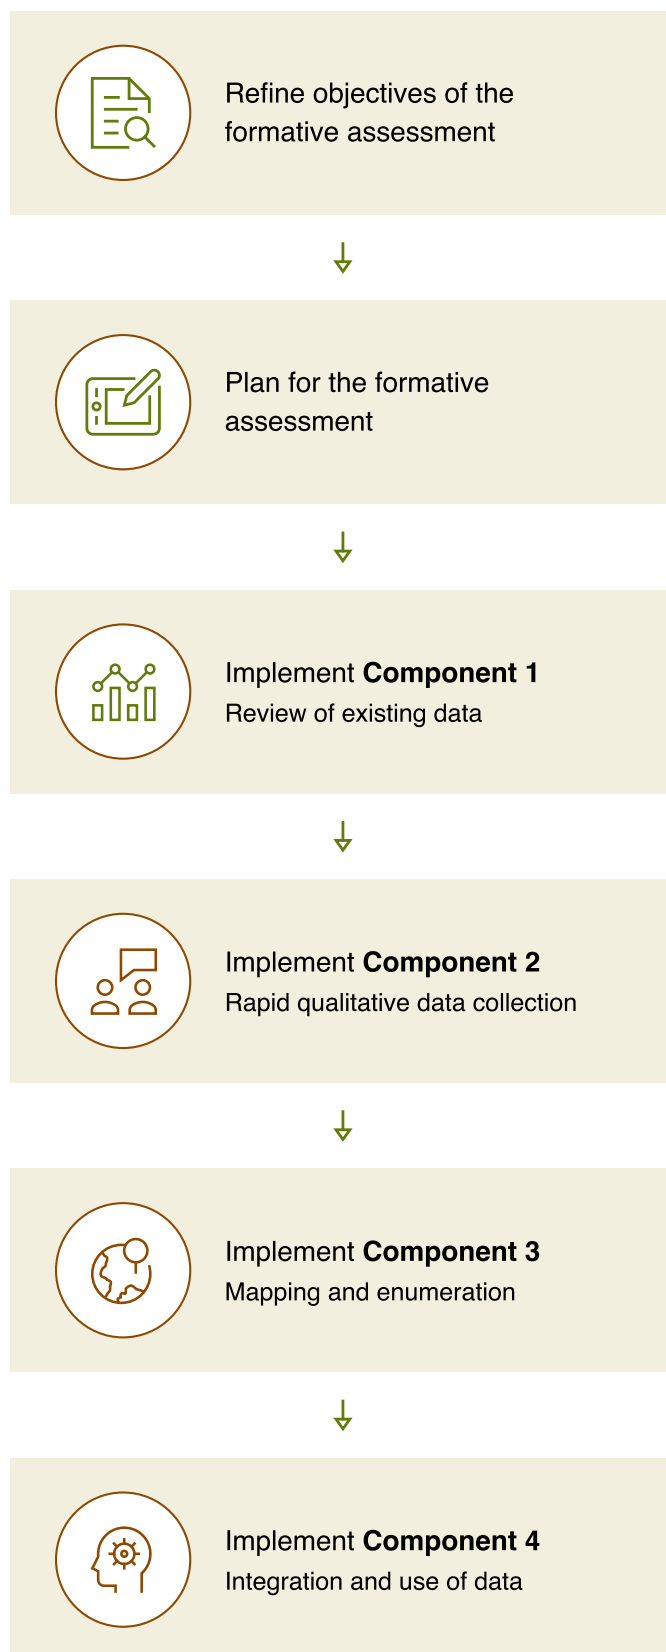 Refine objectives of the
formative assessment
Plan for the formative
assessment
Implement Component 1
Review of existing data
Implement Component 2
Rapid qualitative data collection
Implement Component 3
Mapping and enumeration
Implement Component 4
Integration and use of data